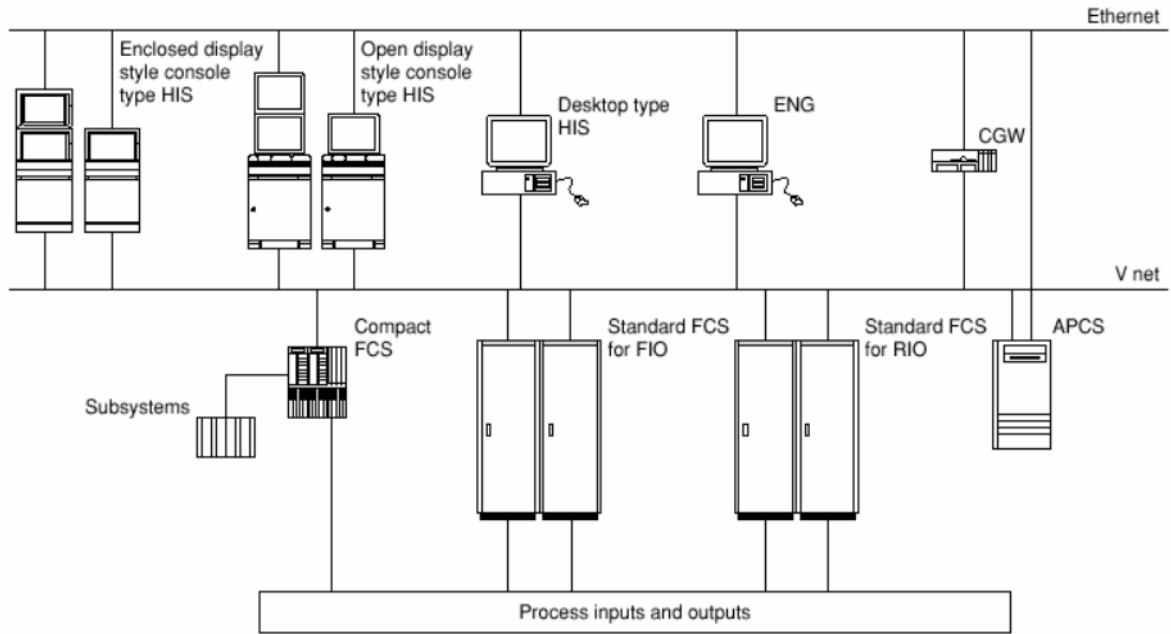 Ethernet
Enclosed display
style console
type HIS
Open display
style console
type HIS
Desktop type
HIS
ENG
CGW
V net
Compact
FCS
Standard FCS
for FIO
Standard FCS
for RIO
APCS
Subsystems
Process inputs and outputs